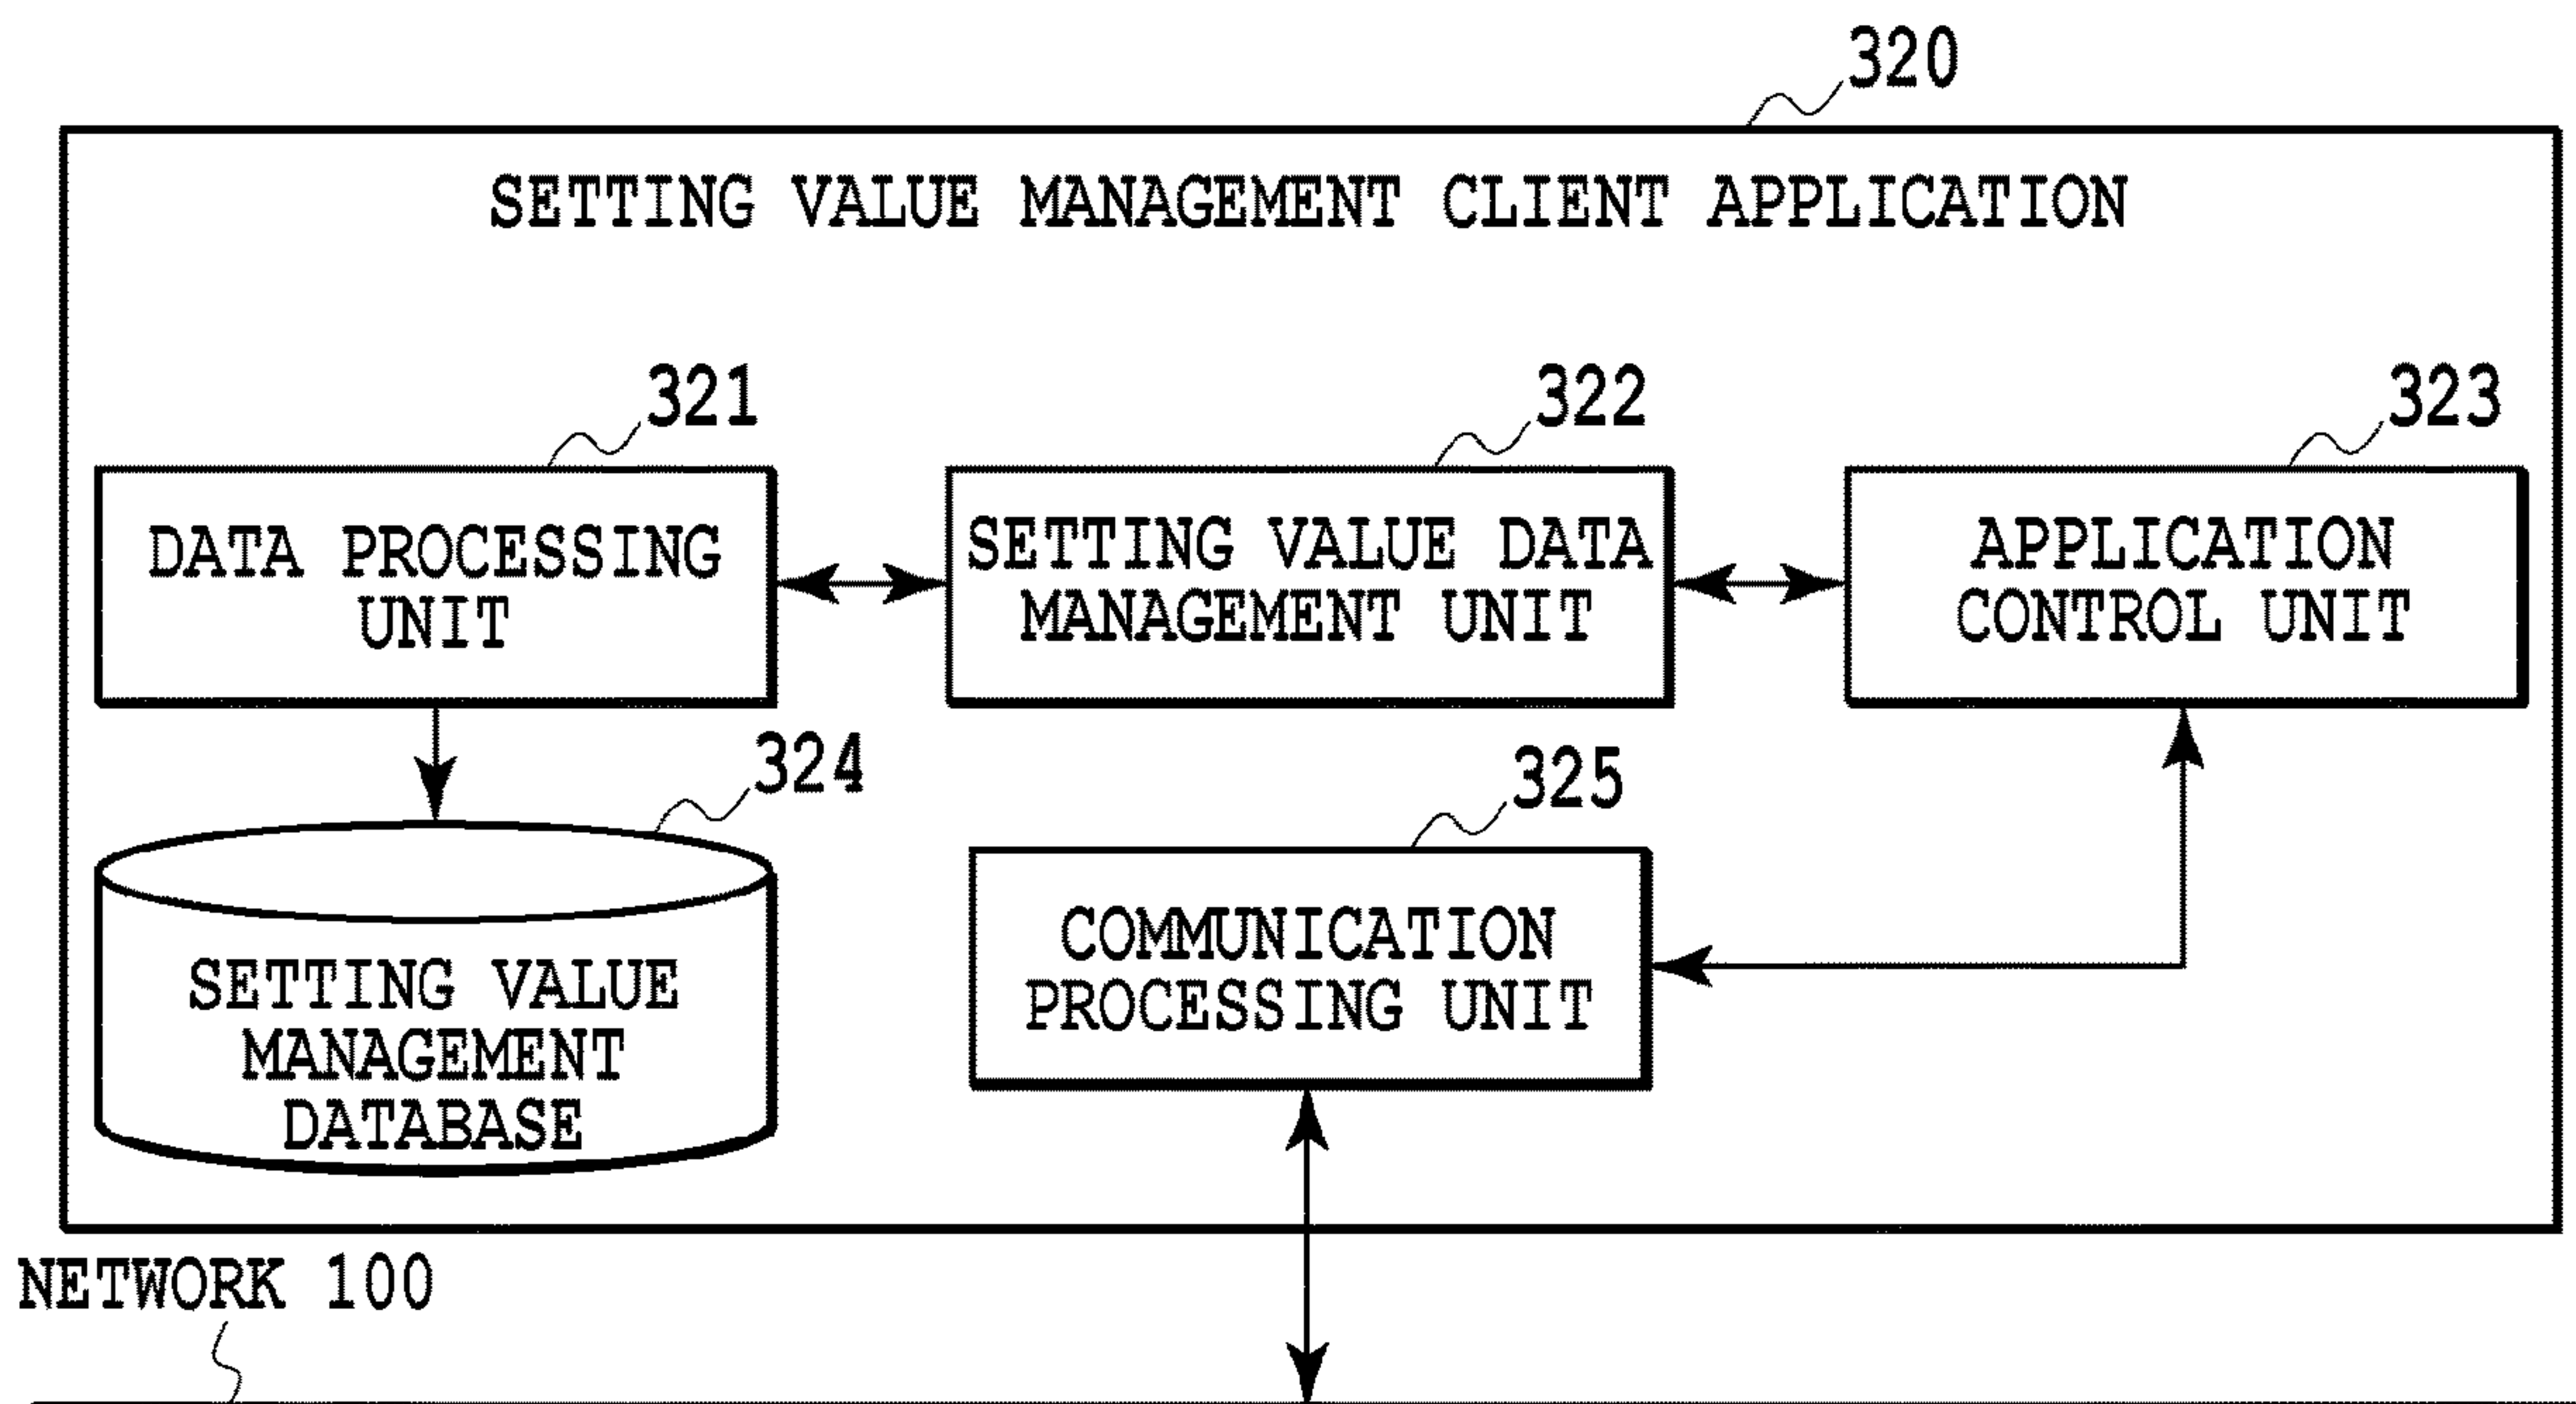 320
SETTING VALUE MANAGEMENT CLIENT APPLICATION
321
322
323
DATA PROCESSING
UNIT
SETTING VALUE DATA
MANAGEMENT UNIT
APPLICATION
CONTROL UNIT
324
325
SETTING VALUE
MANAGEMENT
DATABASE
COMMUNICATION
PROCESSING UNIT
NETWORK 100